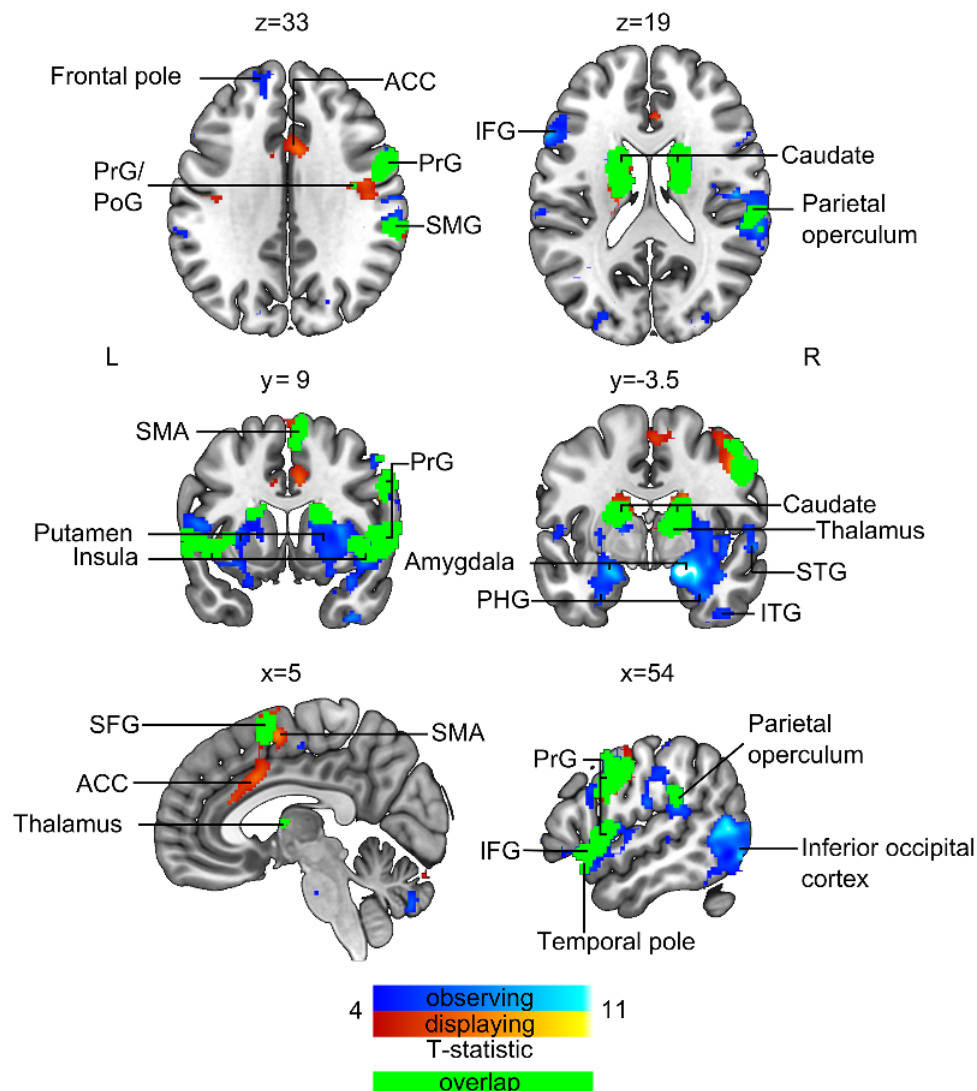 z=33
z=19
Frontal pole
ACC
IFG
PrG/
PoG
PrG
SMG
Caudate
Parietal
operculum
L
R
y= 9
y=-3.5
SMA
PrG
Putamen
Insula
Caudate
Thalamus
Amygdala
STG
PHG
ITG
x=5
x=54
SFG
SMA
ACC
Thalamus
PrG
Parietal
operculum
IFG
Inferior occipital
cortex
Temporal pole
4
observing
11
displaying
T-statistic
overlap